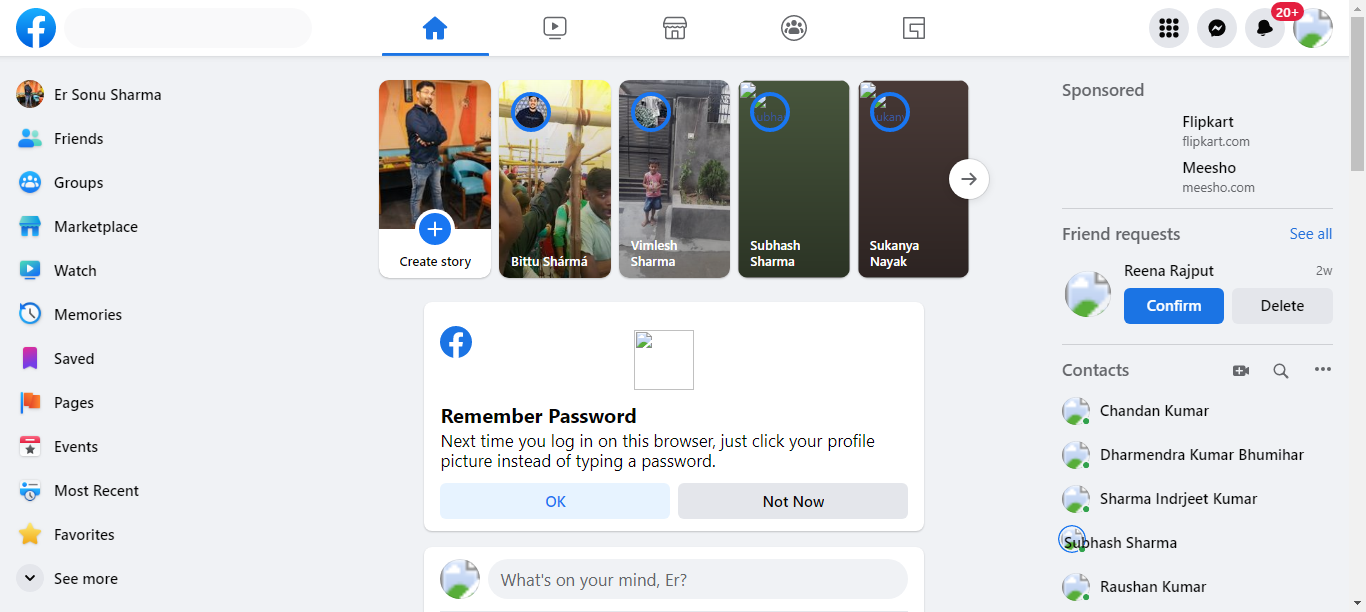 20+
Er Sonu Sharma
Friends
Groups
Marketplace
Watch
Memories
Saved
Pages
Events
Most Recent
Favorites
See more
Create story
Bittu Shármá
Vimlesh
Sharma
Subhash
Sharma
Sukanya
Nayak
Remember Password
Next time you log in on this browser, just click your profile
picture instead of typing a password.
OK
Not Now
What's on your mind, Er?
Sponsored
Flipkart
flipkart.com
Meesho
meesho.com
Friend requests
See all
Reena Rajput
2w
Confirm
Delete
Contacts
Chandan Kumar
Dharmendra Kumar Bhumihar
Sharma Indrjeet Kumar
Subhash Sharma
Raushan Kumar